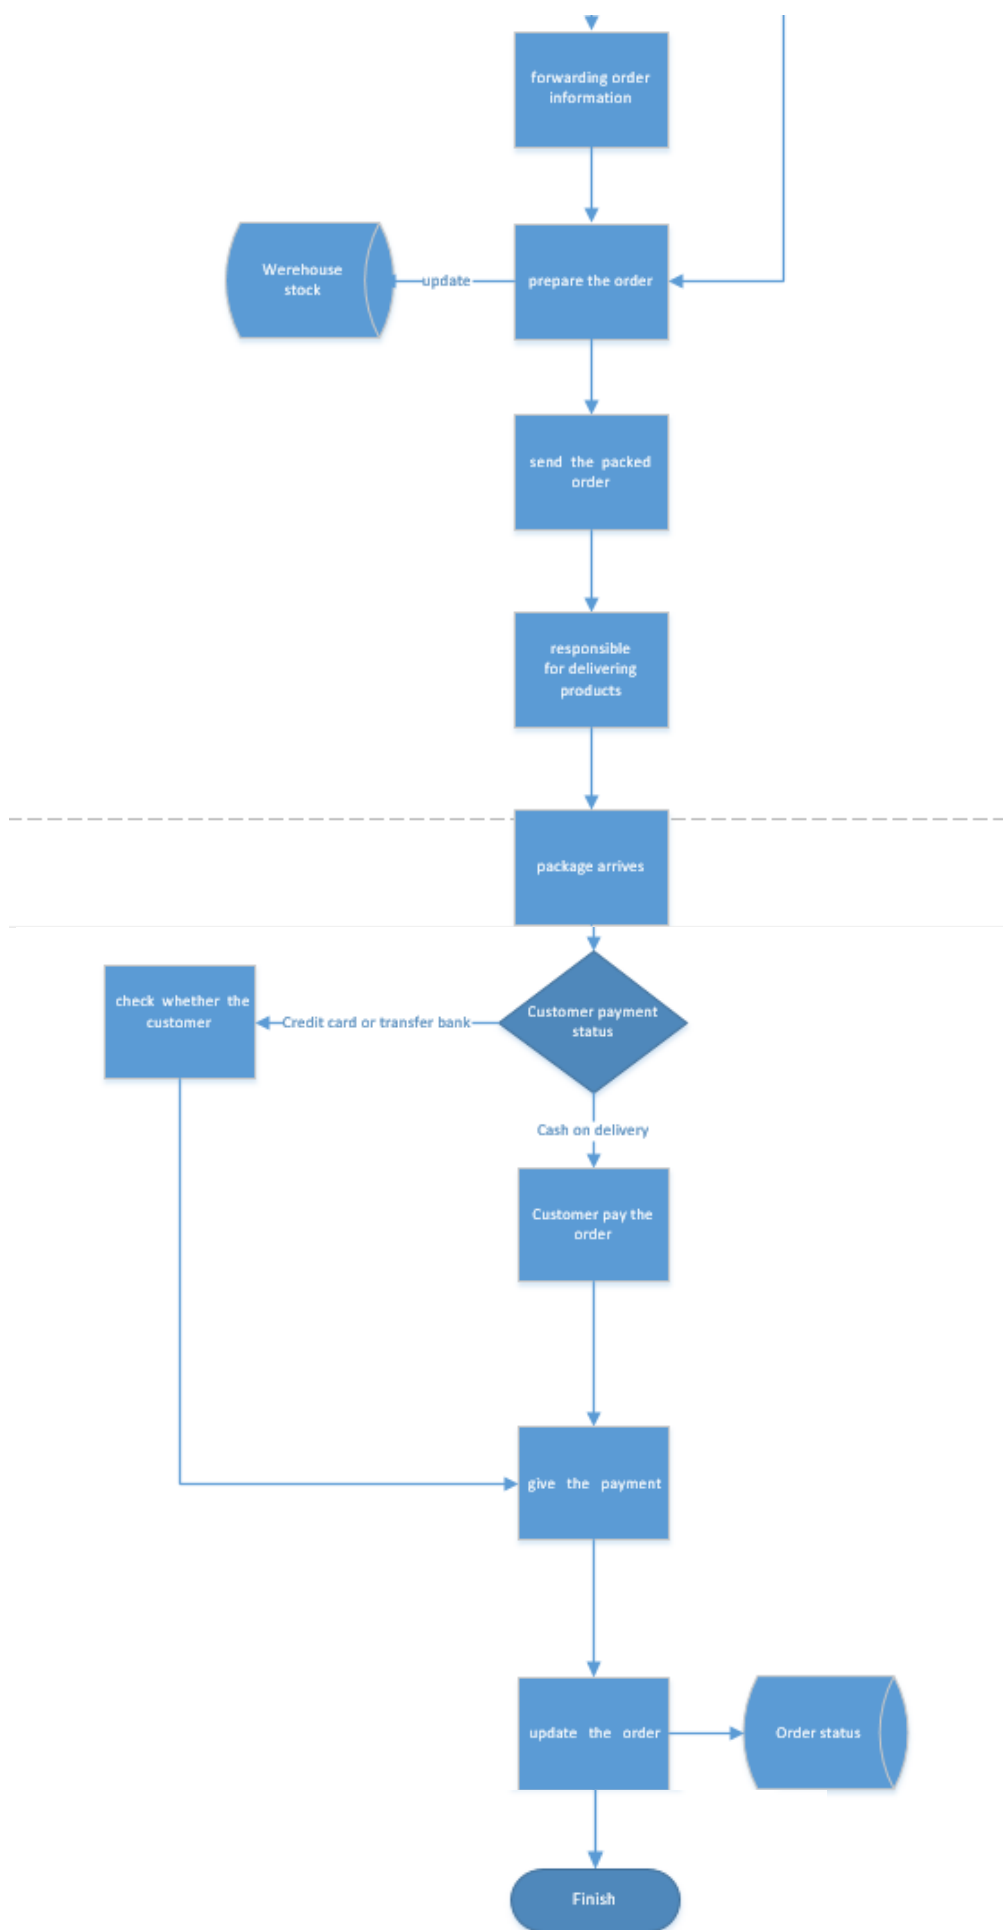 forwarding order
information
Werehouse
stock
update
prepare the order
send the packed
order
responsible
for delivering
products
package arrives
check whether the
customer
Credit card or transfer bank
Customer payment
status
Cash on delivery
Customer pay the
order
give the payment
update the order
Order status
Finish